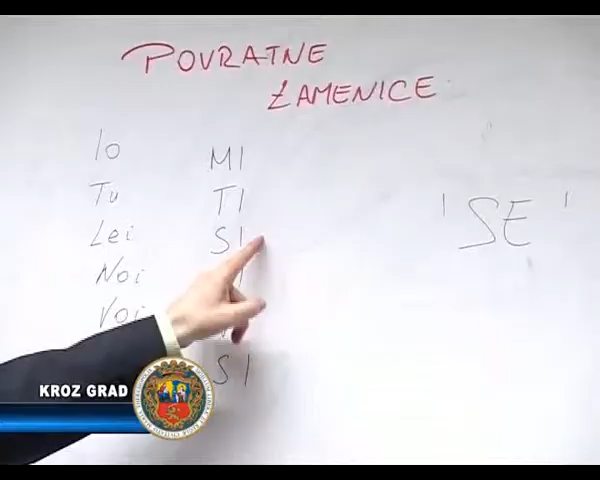 POVRATNE
ZAMENICE
Io MI
Tu TI
Lei SI
Noi
Voi
SI
'SE'
KROZ GRAD